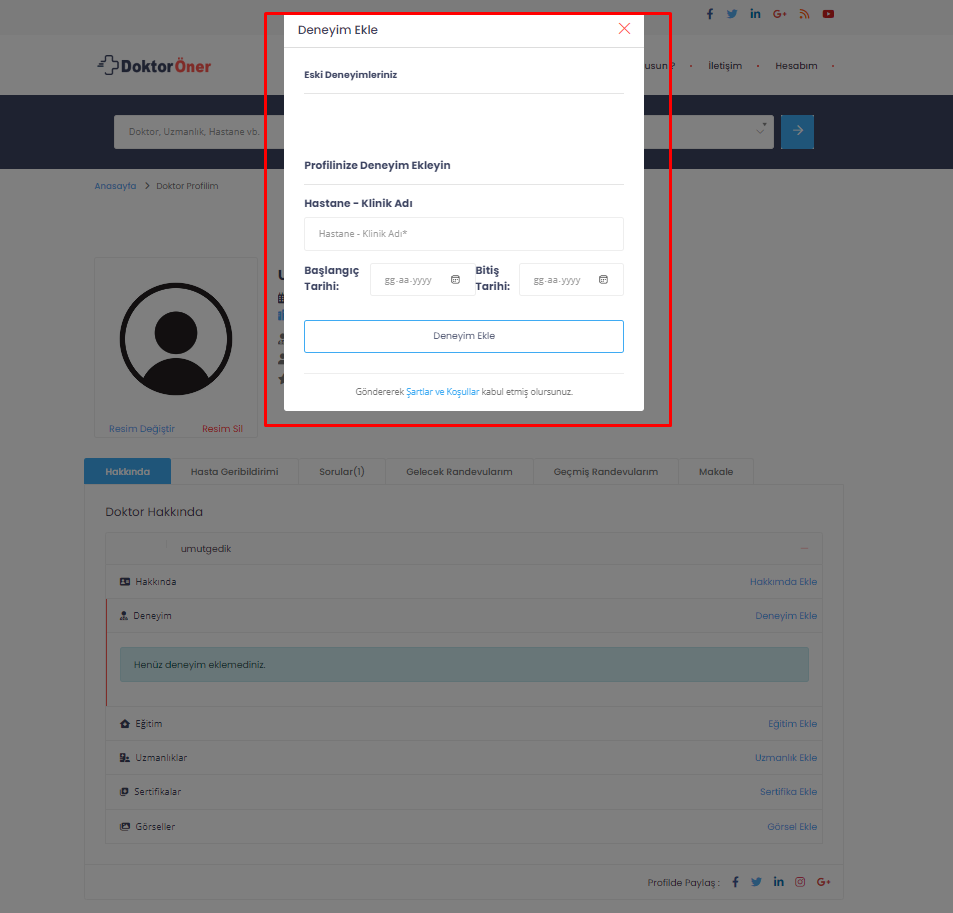 Deneyim Ekle
DoktorÖner
usun?
İletişim
Hesabım
Eski Deneyimleriniz
Doktor, Uzmanlık, Hastane vb.
Anasayfa > Doktor Profilim
Profilinize Deneyim Ekleyin
Hastane - Klinik Adı
Hastane - Klinik Adı*
Başlangıç Tarihi:
gg.aa.yyyy
Bitiş Tarihi:
gg.aa.yyyy
Deneyim Ekle
Göndererek Şartlar ve Koşullar kabul etmiş olursunuz.
Resim Değiştir
Resim Sil
Hakkında
Hasta Geribildirimi
Sorular(1)
Gelecek Randevularım
Geçmiş Randevularım
Makale
Doktor Hakkında
umutgedik
Hakkında
Hakkımda Ekle
Deneyim
Deneyim Ekle
Henüz deneyim eklemediniz.
Eğitim
Eğitim Ekle
Uzmanlıklar
Uzmanlık Ekle
Sertifikalar
Sertifika Ekle
Görseller
Görsel Ekle
Profilde Paylaş :